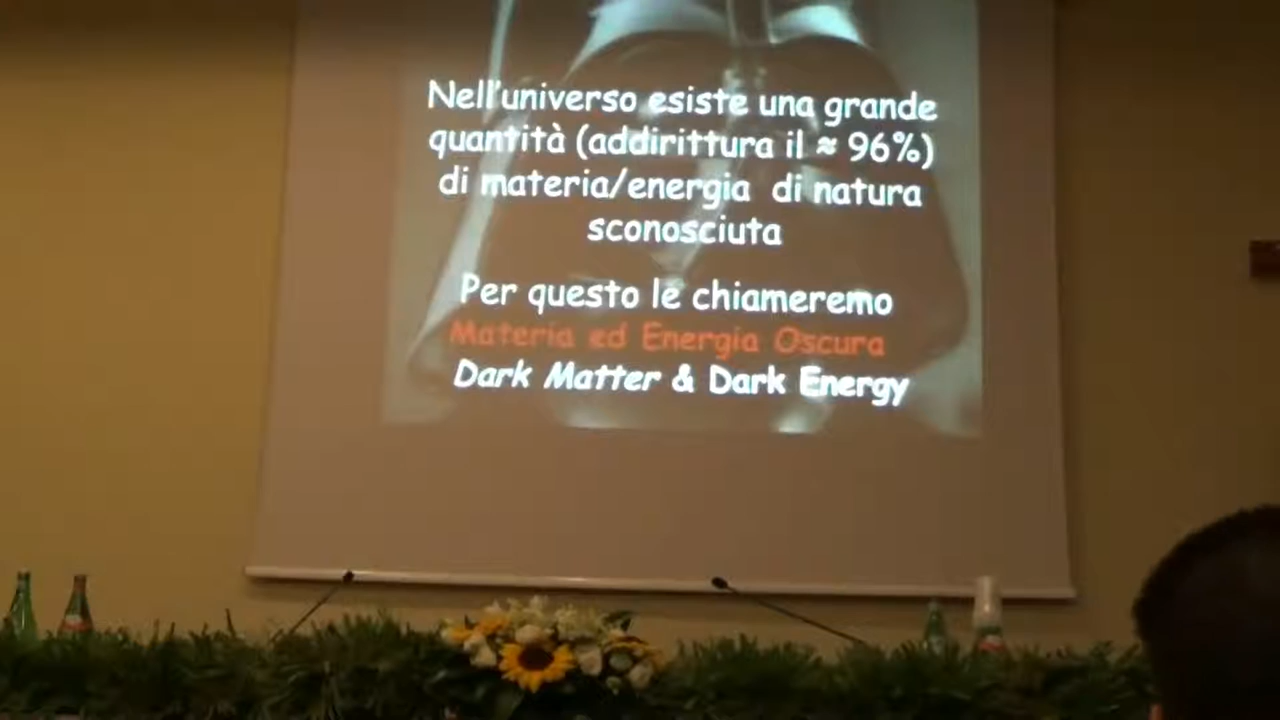 Nell'universo esiste una grande
quantità (addirittura il ≈ 96%)
di materia/energia di natura
sconosciuta
Per questo le chiameremo
Materia ed Energia Oscura
Dark Matter & Dark Energy